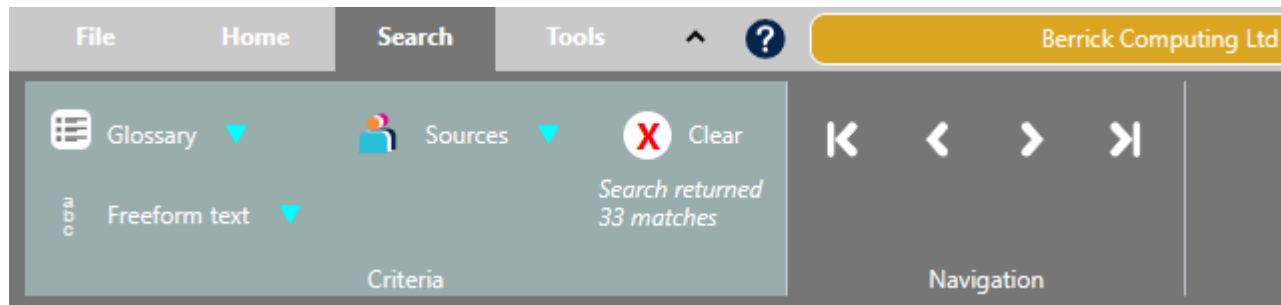 File Home Search Tools ? Berrick Computing Ltd
Glossary Sources X Clear
Search returned
33 matches
abc Freeform text
Criteria Navigation